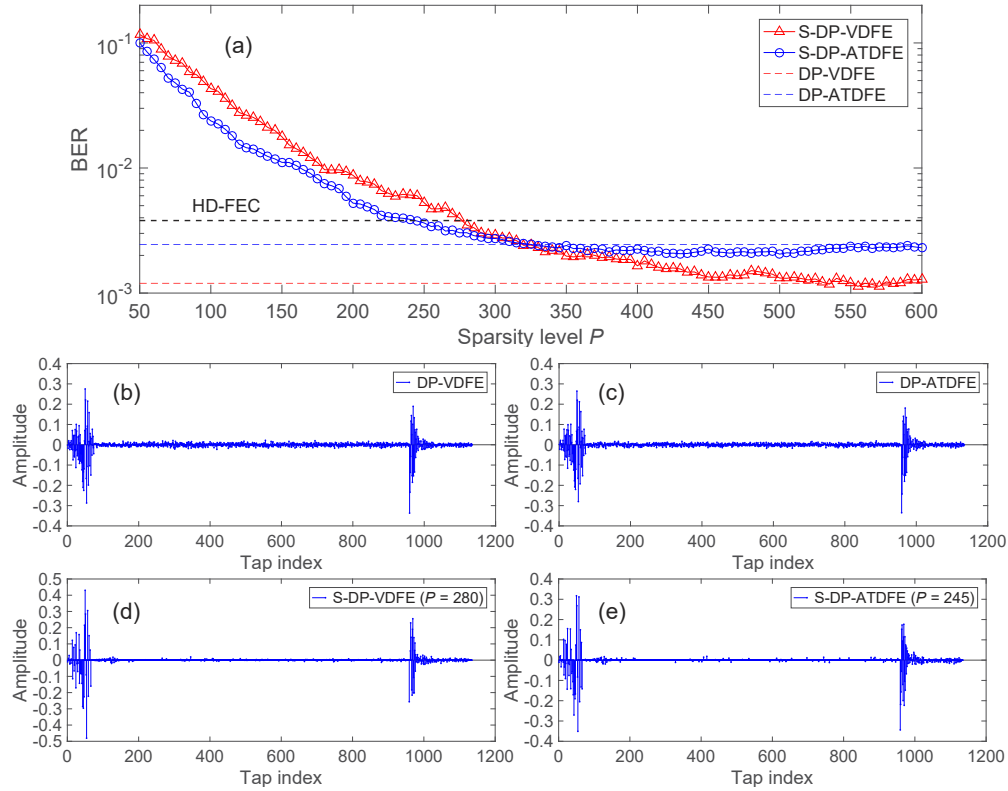 (a)
S-DP-VDFE
S-DP-ATDFE
DP-VDFE
DP-ATDFE
HD-FEC
BER
10⁻¹
10⁻²
10⁻³
50 100 150 200 250 300 350 400 450 500 550 600
Sparsity level P
(b)
DP-VDFE
Amplitude
0.4
0.3
0.2
0.1
0
-0.1
-0.2
-0.3
-0.4
0 200 400 600 800 1000 1200
Tap index
(c)
DP-ATDFE
Amplitude
0.4
0.3
0.2
0.1
0
-0.1
-0.2
-0.3
-0.4
0 200 400 600 800 1000 1200
Tap index
(d)
S-DP-VDFE (P = 280)
Amplitude
0.5
0.4
0.3
0.2
0.1
0
-0.1
-0.2
-0.3
-0.4
-0.5
0 200 400 600 800 1000 1200
Tap index
(e)
S-DP-ATDFE (P = 245)
Amplitude
0.4
0.3
0.2
0.1
0
-0.1
-0.2
-0.3
-0.4
0 200 400 600 800 1000 1200
Tap index